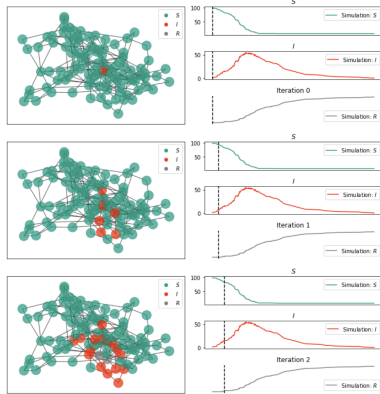 S
S
I
R
100
50
Simulation: S
I
50
0
Simulation: I
Iteration 0
Simulation: R
S
S
I
R
100
50
Simulation: S
I
50
0
Simulation: I
Iteration 1
Simulation: R
S
S
I
R
100
50
0
Simulation: S
I
50
0
Simulation: I
Iteration 2
Simulation: R